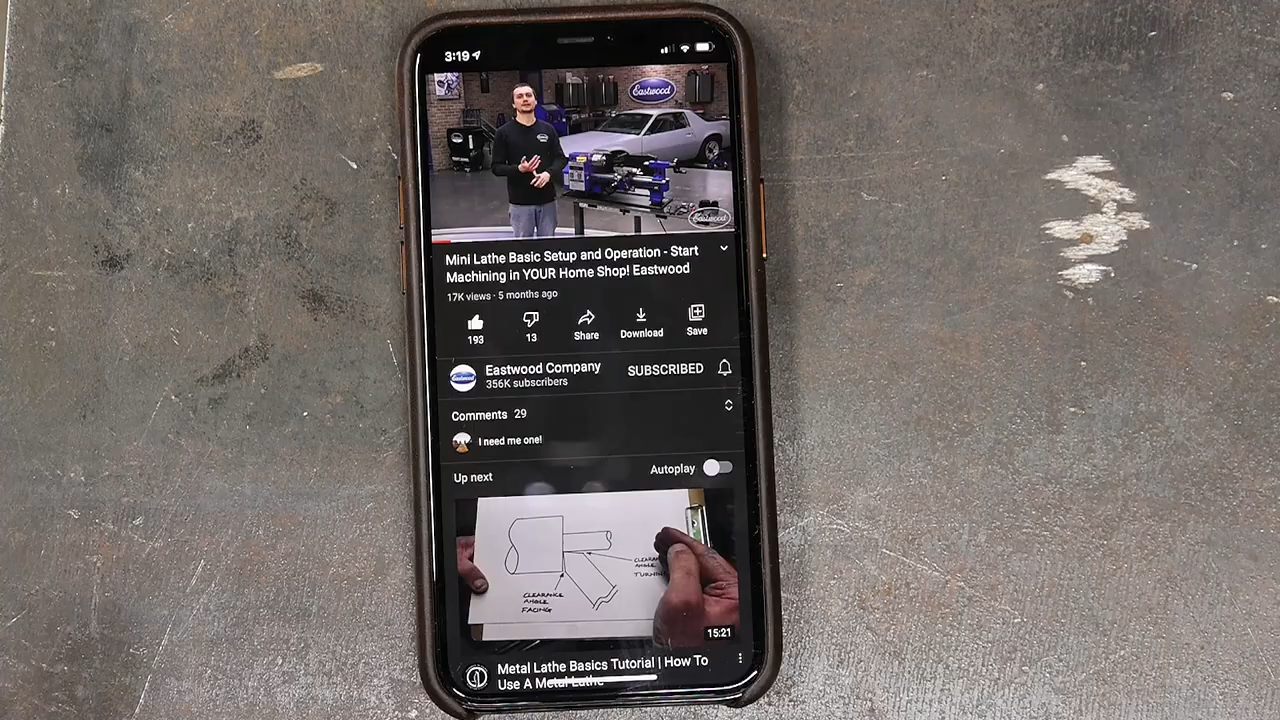 3:19
Eastwood
Eastwood
Mini Lathe Basic Setup and Operation - Start
Machining in YOUR Home Shop! Eastwood
17K views · 5 months ago
193
13
Share
Download
Save
Eastwood Company
356K subscribers
SUBSCRIBED
Comments 29
I need me one!
Up next
Autoplay
CLEARANCE
ANGLE
FACING
ANGLE
15:21
Metal Lathe Basics Tutorial | How To
Use A Metal Lathe